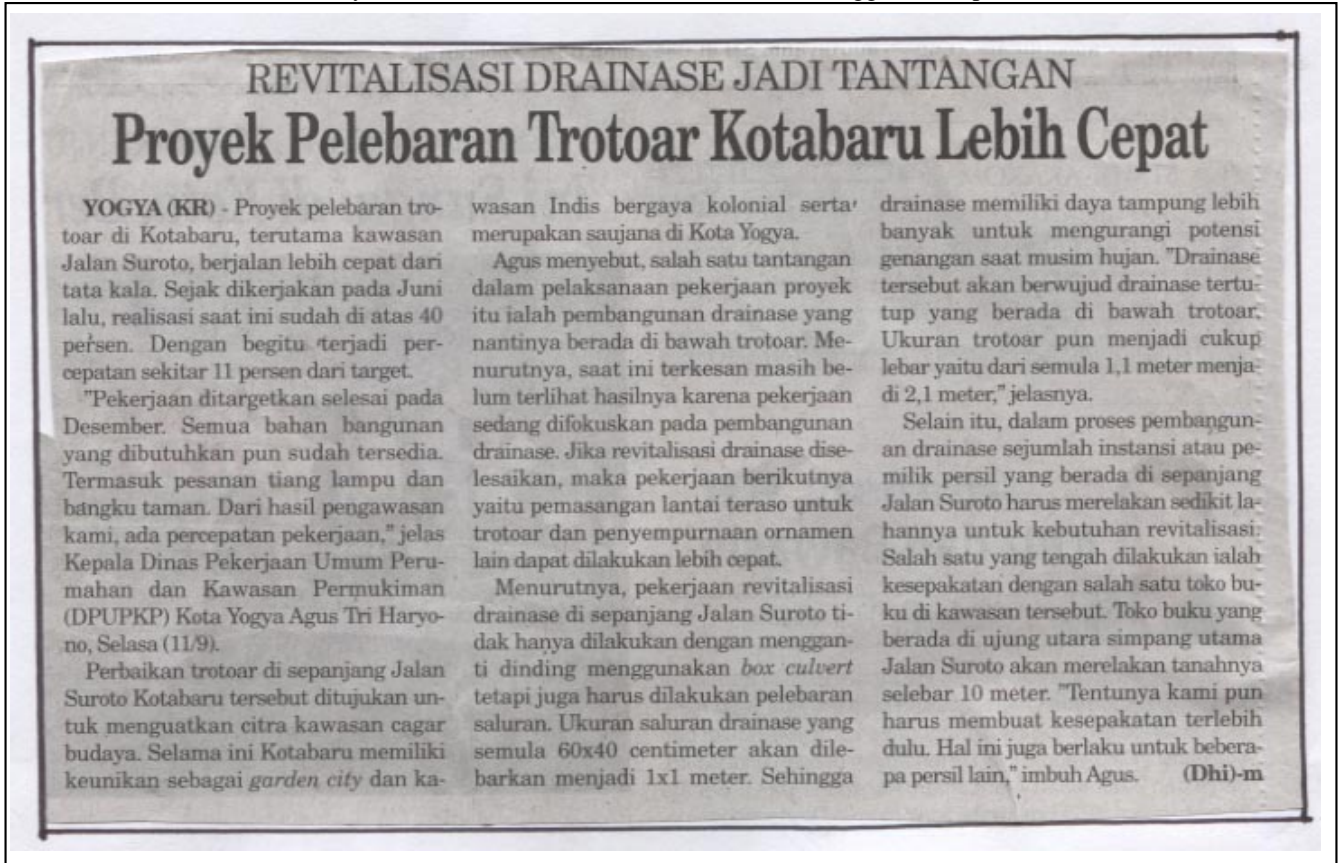 REVITALISASI DRAINASE JADI TANTANGAN
Proyek Pelebaran Trotoar Kotabaru Lebih Cepat
YOGYA (KR) - Proyek pelebaran tro-
toar di Kotabaru, terutama kawasan
Jalan Suroto, berjalan lebih cepat dari
tata kala. Sejak dikerjakan pada Juni
lalu, realisasi saat ini sudah di atas 40
persen. Dengan begitu terjadi per-
cepatan sekitar 11 persen dari target.
"Pekerjaan ditargetkan selesai pada
Desember. Semua bahan bangunan
yang dibutuhkan pun sudah tersedia.
Termasuk pesanan tiang lampu dan
bangku taman. Dari hasil pengawasan
kami, ada percepatan pekerjaan," jelas
Kepala Dinas Pekerjaan Umum Peru-
mahan dan Kawasan Permukiman
(DPUPKP) Kota Yogya Agus Tri Haryo-
no, Selasa (11/9).
Perbaikan trotoar di sepanjang Jalan
Suroto Kotabaru tersebut ditujukan un-
tuk menguatkan citra kawasan cagar
budaya. Selama ini Kotabaru memiliki
keunikan sebagai garden city dan ka-
wasan Indis bergaya kolonial serta
merupakan saujana di Kota Yogya.
Agus menyebut, salah satu tantangan
dalam pelaksanaan pekerjaan proyek
itu ialah pembangunan drainase yang
nantinya berada di bawah trotoar. Me-
nurutnya, saat ini terkesan masih be-
lum terlihat hasilnya karena pekerjaan
sedang difokuskan pada pembangunan
drainase. Jika revitalisasi drainase dise-
lesaikan, maka pekerjaan berikutnya
yaitu pemasangan lantai teraso untuk
trotoar dan penyempurnaan ornamen
lain dapat dilakukan lebih cepat.
Menurutnya, pekerjaan revitalisasi
drainase di sepanjang Jalan Suroto ti-
dak hanya dilakukan dengan menggan-
ti dinding menggunakan box culvert
tetapi juga harus dilakukan pelebaran
saluran. Ukuran saluran drainase yang
semula 60x40 centimeter akan dile-
barkan menjadi 1x1 meter. Sehingga
drainase memiliki daya tampung lebih
banyak untuk mengurangi potensi
genangan saat musim hujan. "Drainase
tersebut akan berwujud drainase tertu-
tup yang berada di bawah trotoar.
Ukuran trotoar pun menjadi cukup
lebar yaitu dari semula 1,1 meter menja-
di 2,1 meter," jelasnya.
Selain itu, dalam proses pembangun-
an drainase sejumlah instansi atau pe-
milik persil yang berada di sepanjang
Jalan Suroto harus merelakan sedikit la-
hannya untuk kebutuhan revitalisasi.
Salah satu yang tengah dilakukan ialah
kesepakatan dengan salah satu toko bu-
ku di kawasan tersebut. Toko buku yang
berada di ujung utara simpang utama
Jalan Suroto akan merelakan tanahnya
selebar 10 meter. "Tentunya kami pun
harus membuat kesepakatan terlebih
dulu. Hal ini juga berlaku untuk bebera-
pa persil lain," imbuh Agus. (Dhi)-m